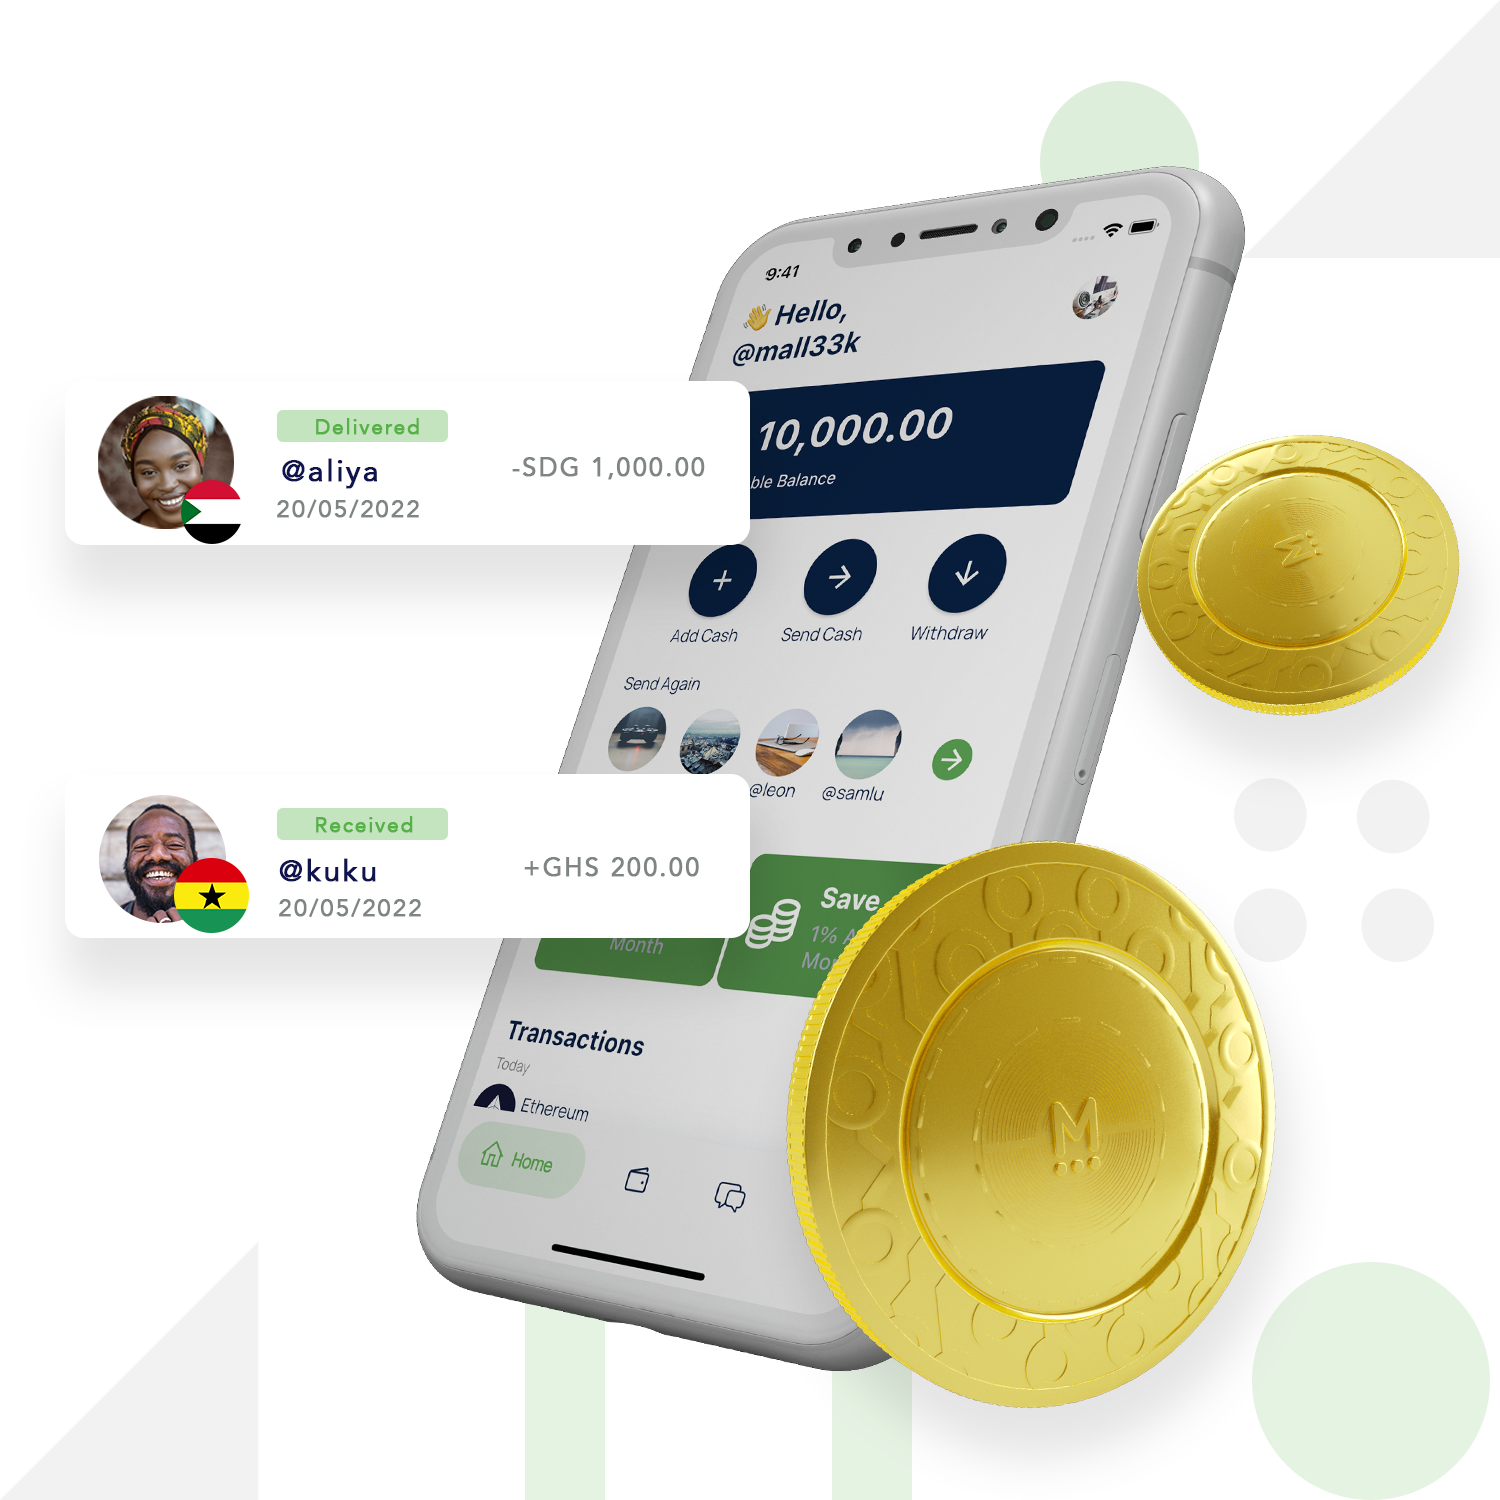 9:41
👋 Hello,
@mall33k
10,000.00
ble Balance
Delivered
@aliya
20/05/2022
-SDG 1,000.00
Add Cash
Send Cash
Withdraw
Send Again
@leon
@samlu
Received
@kuku
20/05/2022
+GHS 200.00
Month
Save
1% A
Mon
Transactions
Today
Ethereum
Home
M
M